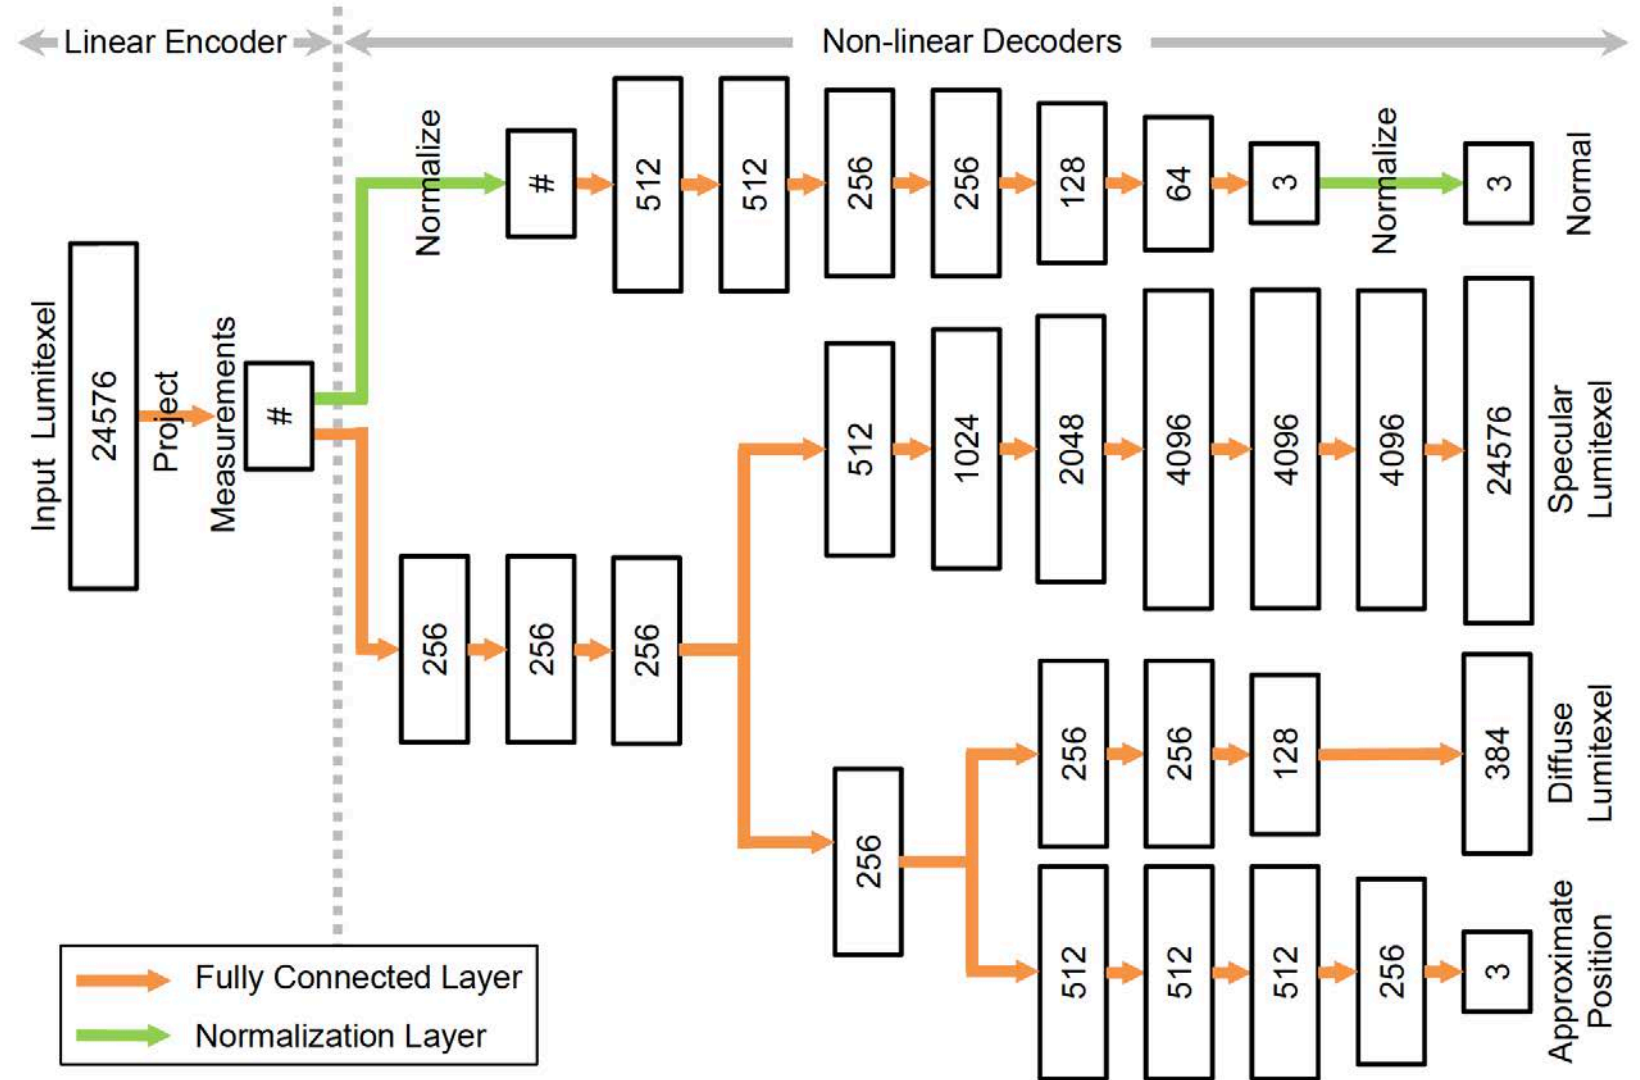 Linear Encoder
Non-linear Decoders
Input Lumitexel
24576
Project
Measurements
#
Normalize
#
512
512
256
256
128
64
3
Normalize
3
Normal
512
1024
2048
4096
4096
4096
24576
Specular
Lumitexel
256
256
256
256
256
256
128
384
Diffuse
Lumitexel
512
512
512
256
3
Approximate
Position
Fully Connected Layer
Normalization Layer